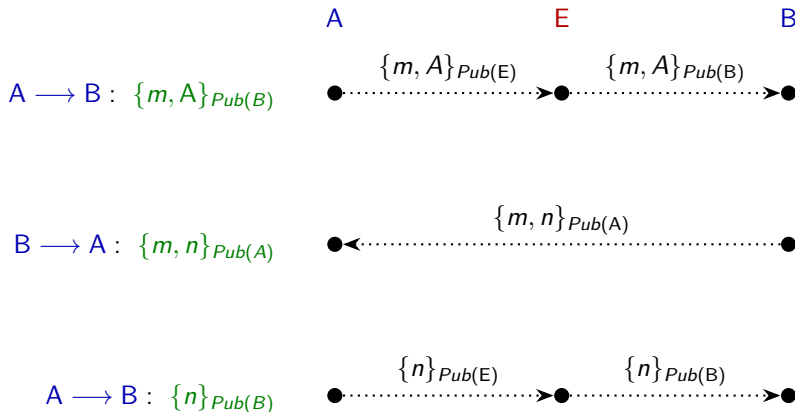 A E B
{m, A}Pub(E) {m, A}Pub(B)
A ⟶ B : {m, A}Pub(B)
{m, n}Pub(A)
B ⟶ A : {m, n}Pub(A)
{n}Pub(E) {n}Pub(B)
A ⟶ B : {n}Pub(B)